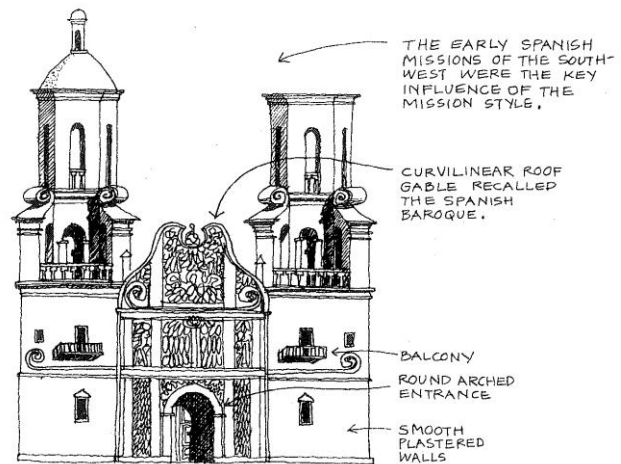 THE EARLY SPANISH
MISSIONS OF THE SOUTH-
WEST WERE THE KEY
INFLUENCE OF THE
MISSION STYLE.
CURVILINEAR ROOF
GABLE RECALLED
THE SPANISH
BAROQUE.
BALCONY
ROUND ARCHED
ENTRANCE
SMOOTH
PLASTERED
WALLS